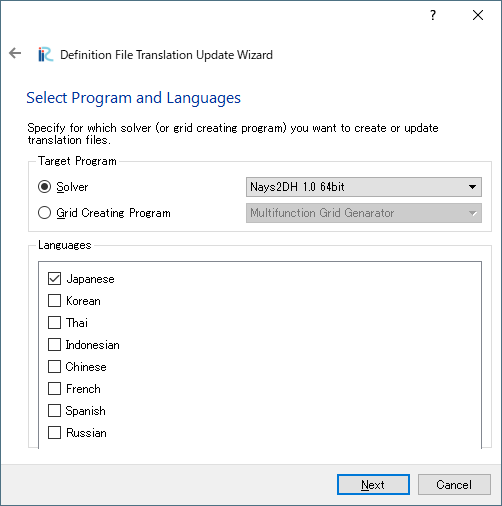 ?
iR Definition File Translation Update Wizard
Select Program and Languages
Specify for which solver (or grid creating program) you want to create or update
translation files.
Target Program
Solver Nays2DH 1.0 64bit
Grid Creating Program Multifunction Grid Genarator
Languages
Japanese
Korean
Thai
Indonesian
Chinese
French
Spanish
Russian
Next Cancel